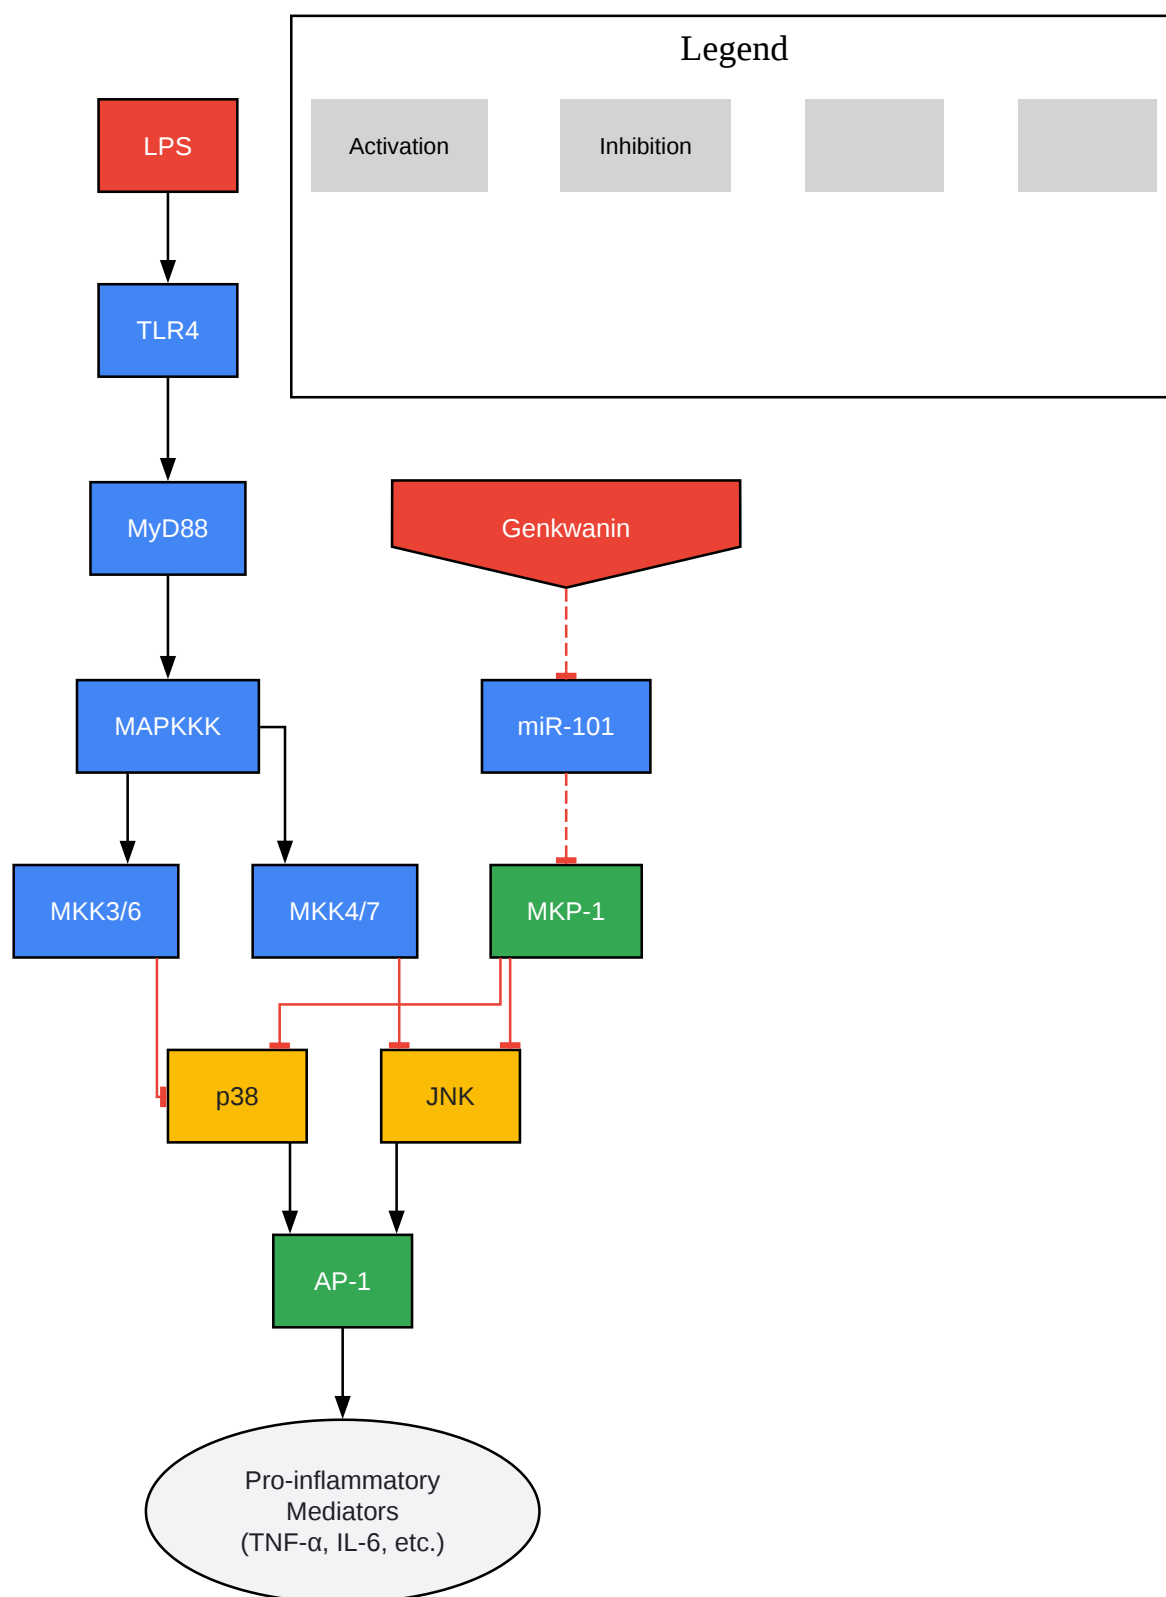 Legend
LPS
Activation
Inhibition
TLR4
MyD88
Genkwanin
MAPKKK
miR-101
MKK3/6
MKK4/7
MKP-1
p38
JNK
AP-1
Pro-inflammatory
Mediators
(TNF-α, IL-6, etc.)